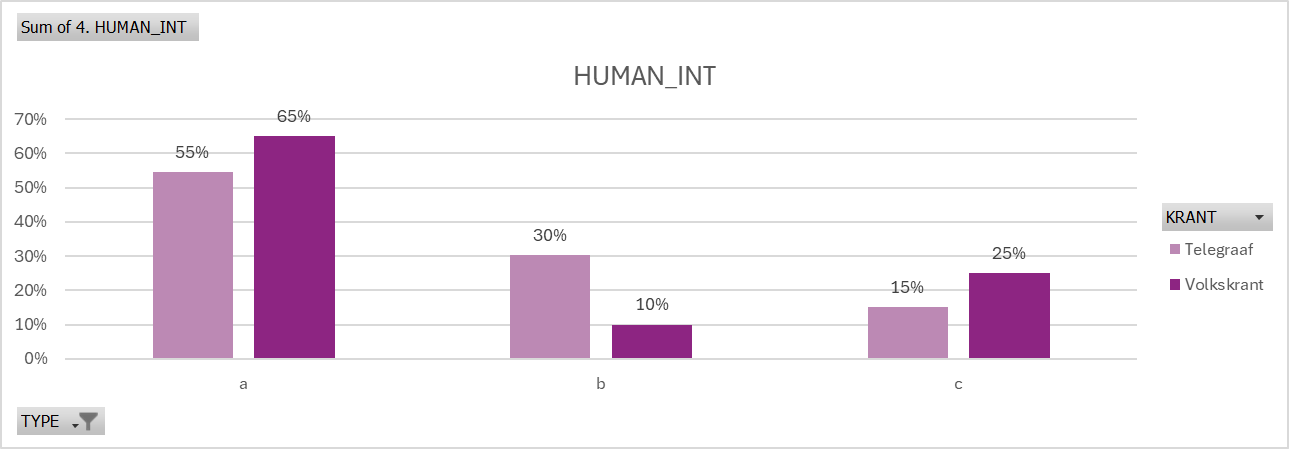 Sum of 4. HUMAN_INT
HUMAN_INT
70%
60%
50%
40%
30%
20%
10%
0%
55%
65%
30%
10%
15%
25%
a
b
c
KRANT
Telegraaf
Volkskrant
TYPE